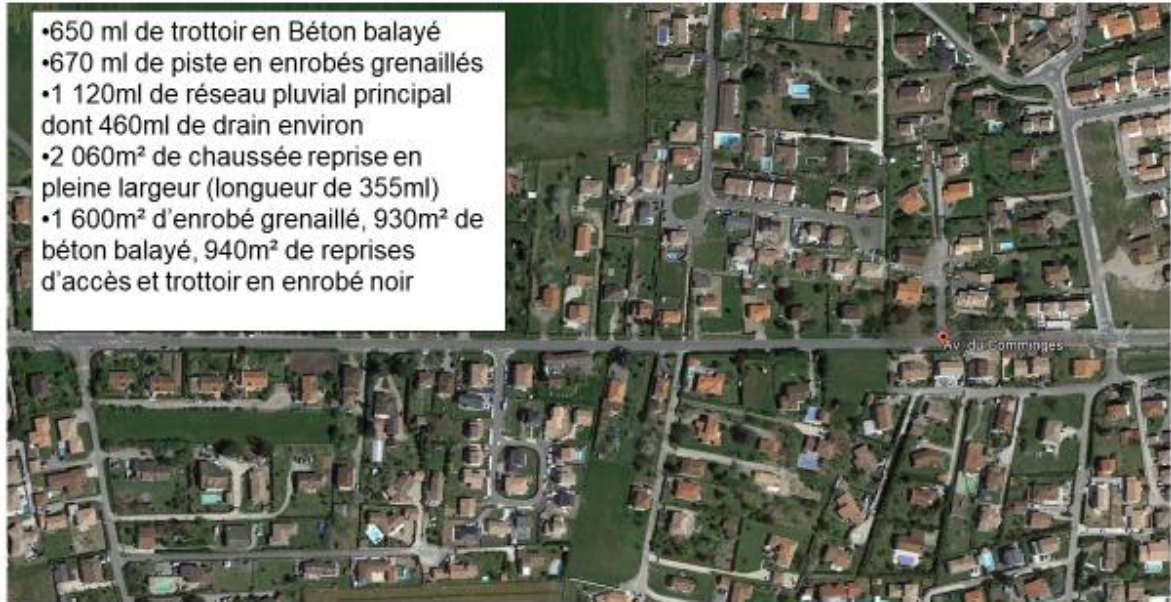 •650 ml de trottoir en Béton balayé
•670 ml de piste en enrobés grenaillés
•1 120ml de réseau pluvial principal
dont 460ml de drain environ
•2 060m² de chaussée reprise en
pleine largeur (longueur de 355ml)
•1 600m² d'enrobé grenaillé, 930m² de
béton balayé, 940m² de reprises
d'accès et trottoir en enrobé noir
Av. du Comminges